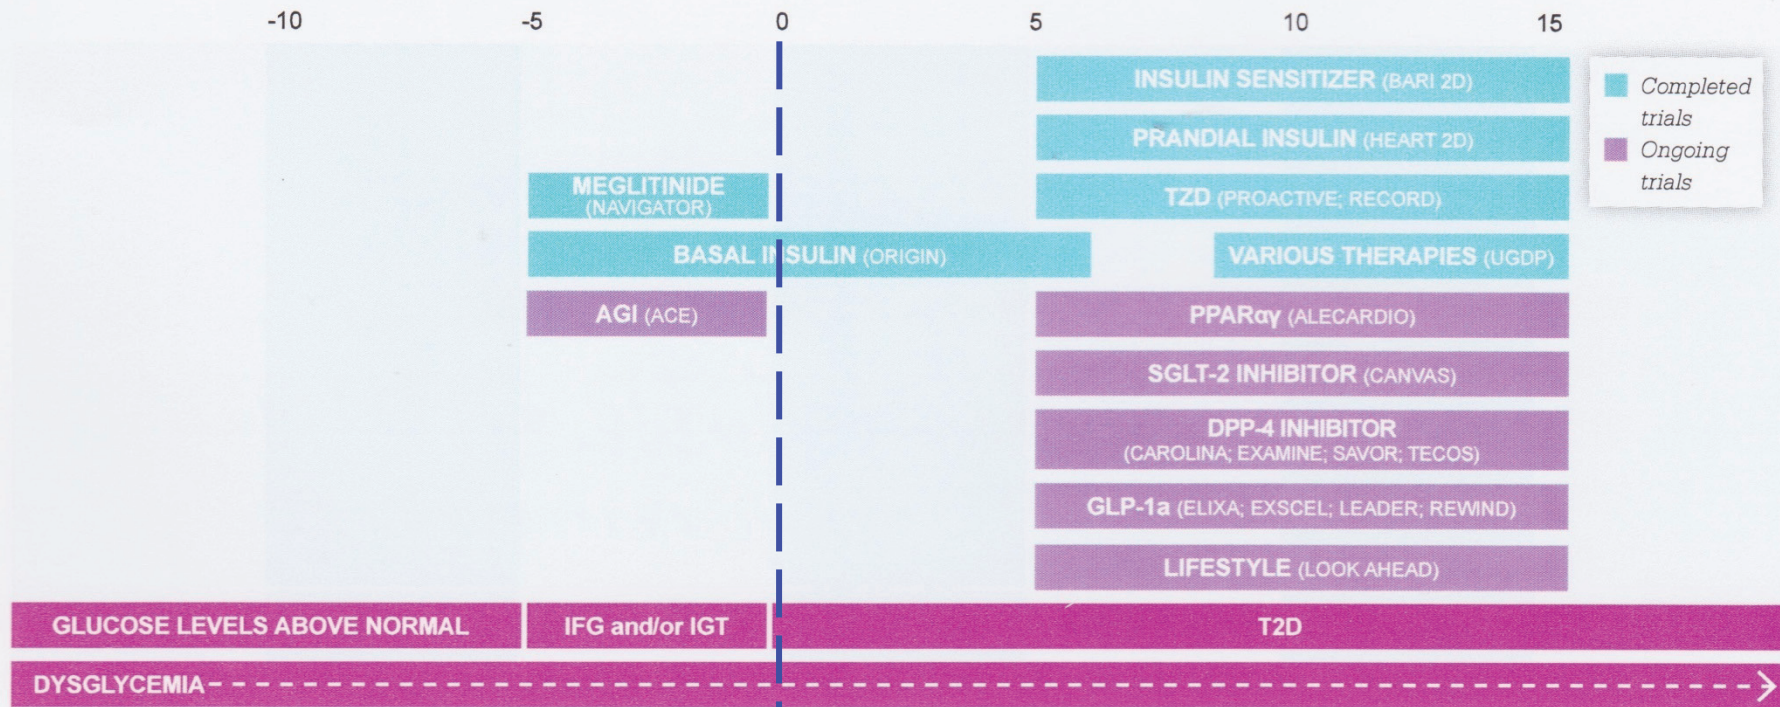 -10 -5 0 5 10 15
INSULIN SENSITIZER (BARI 2D)
Completed
trials
Ongoing
trials
PRANDIAL INSULIN (HEART 2D)
MEGLITINIDE
(NAVIGATOR)
TZD (PROACTIVE; RECORD)
BASAL INSULIN (ORIGIN)
VARIOUS THERAPIES (UGDP)
AGI (ACE)
PPARαγ (ALECARDIO)
SGLT-2 INHIBITOR (CANVAS)
DPP-4 INHIBITOR
(CAROLINA; EXAMINE; SAVOR; TECOS)
GLP-1a (ELIXA; EXSCEL; LEADER; REWIND)
LIFESTYLE (LOOK AHEAD)
GLUCOSE LEVELS ABOVE NORMAL
IFG and/or IGT
T2D
DYSGLYCEMIA